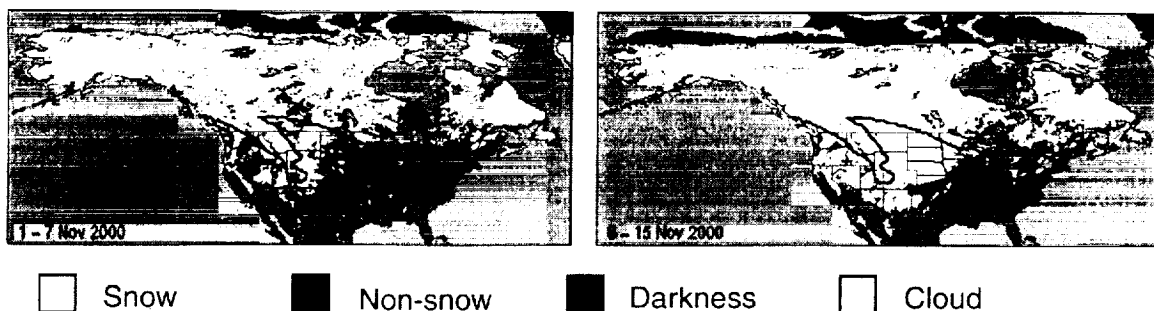 1 - 7 Nov 2000
8 - 15 Nov 2000
Snow
Non-snow
Darkness
Cloud